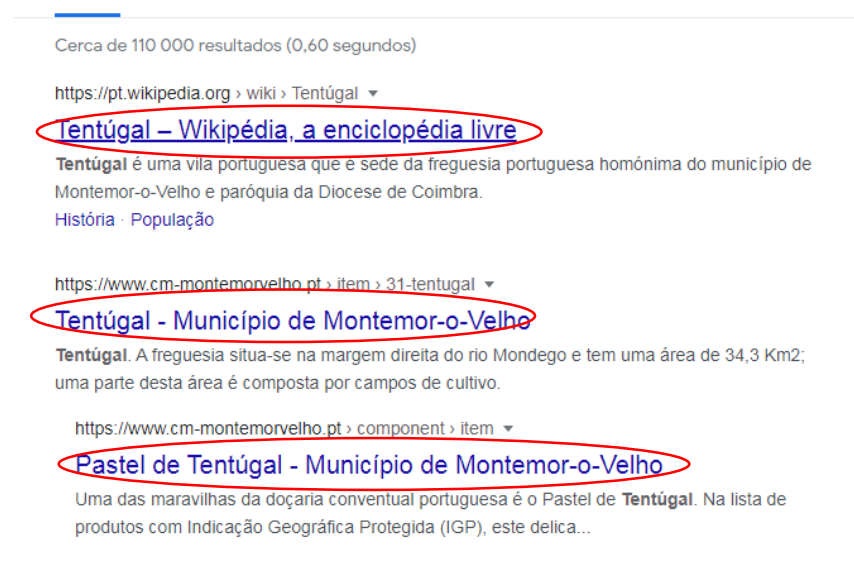 Cerca de 110 000 resultados (0,60 segundos)
https://pt.wikipedia.org › wiki › Tentúgal
Tentúgal – Wikipédia, a enciclopédia livre
Tentúgal é uma vila portuguesa que é sede da freguesia portuguesa homónima do município de
Montemor-o-Velho e paróquia da Diocese de Coimbra.
História · População
https://www.cm-montemorvelho.pt › item › 31-tentugal
Tentúgal - Município de Montemor-o-Velho
Tentúgal. A freguesia situa-se na margem direita do rio Mondego e tem uma área de 34,3 Km2;
uma parte desta área é composta por campos de cultivo.
https://www.cm-montemorvelho.pt › component › item
Pastel de Tentúgal - Município de Montemor-o-Velho
Uma das maravilhas da doçaria conventual portuguesa é o Pastel de Tentúgal. Na lista de
produtos com Indicação Geográfica Protegida (IGP), este delica...